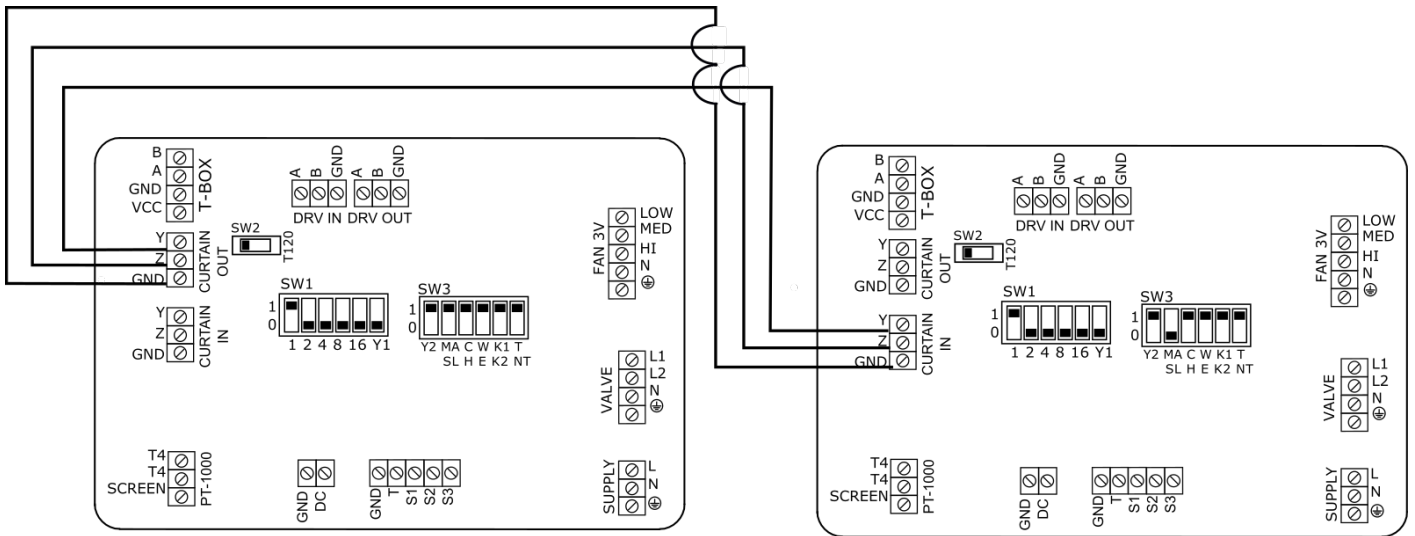 B
A
GND
VCC
T-BOX
A B GND A B GND
DRV IN DRV OUT
SW2
T120
Y
Z
GND
CURTAIN OUT
Y
Z
GND
CURTAIN IN
SW1
1
0
1 2 4 8 16 Y1
SW3
1
0
Y2 MA C W K1 T
SL H E K2 NT
FAN 3V
LOW
MED
HI
N
VALVE
L1
L2
N
SUPPLY
L
N
T4
T4
SCREEN
PT-1000
GND DC
GND T S1 S2 S3
B
A
GND
VCC
T-BOX
A B GND A B GND
DRV IN DRV OUT
SW2
T120
Y
Z
GND
CURTAIN OUT
Y
Z
GND
CURTAIN IN
SW1
1
0
1 2 4 8 16 Y1
SW3
1
0
Y2 MA C W K1 T
SL H E K2 NT
FAN 3V
LOW
MED
HI
N
VALVE
L1
L2
N
SUPPLY
L
N
T4
T4
SCREEN
PT-1000
GND DC
GND T S1 S2 S3